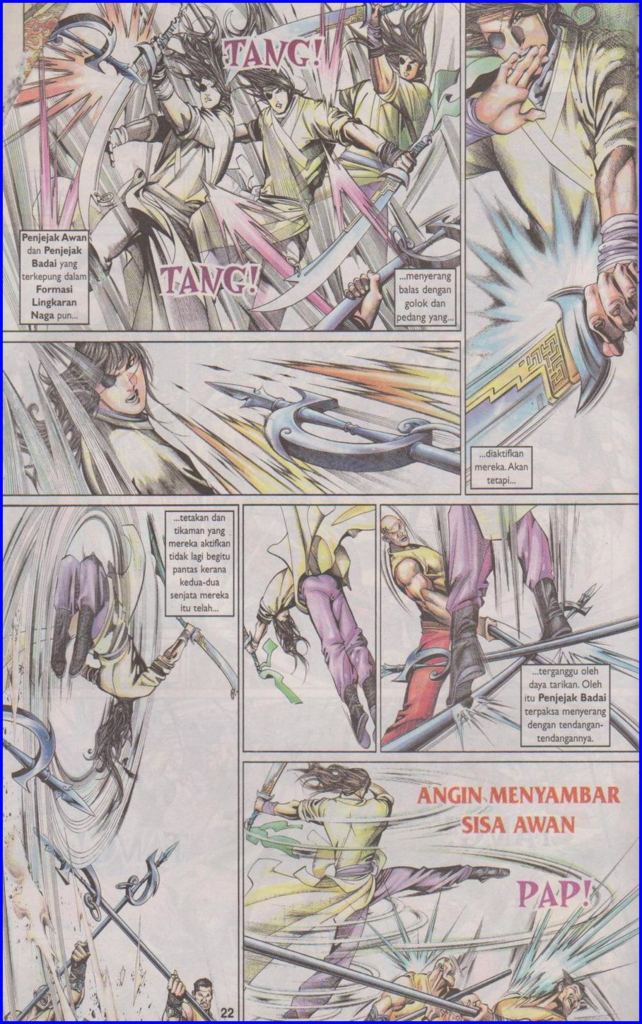 TANG!
TANG!
Penjejak Awan
dan Penjejak
Badai yang
terkepung dalam
Formasi
Lingkaran
Naga pun...
...menyerang
balas dengan
golok dan
pedang yang...
...diaktifkan
mereka. Akan
tetapi...
...tetakan dan
tikaman yang
mereka aktifkan
tidak lagi begitu
pantas kerana
kedua-dua
senjata mereka
itu telah...
...terganggu oleh
daya tarikan. Oleh
itu Penjejak Badai
terpaksa menyerang
dengan tendangan-
tendangannya.
ANGIN MENYAMBAR
SISA AWAN
PAP!
22